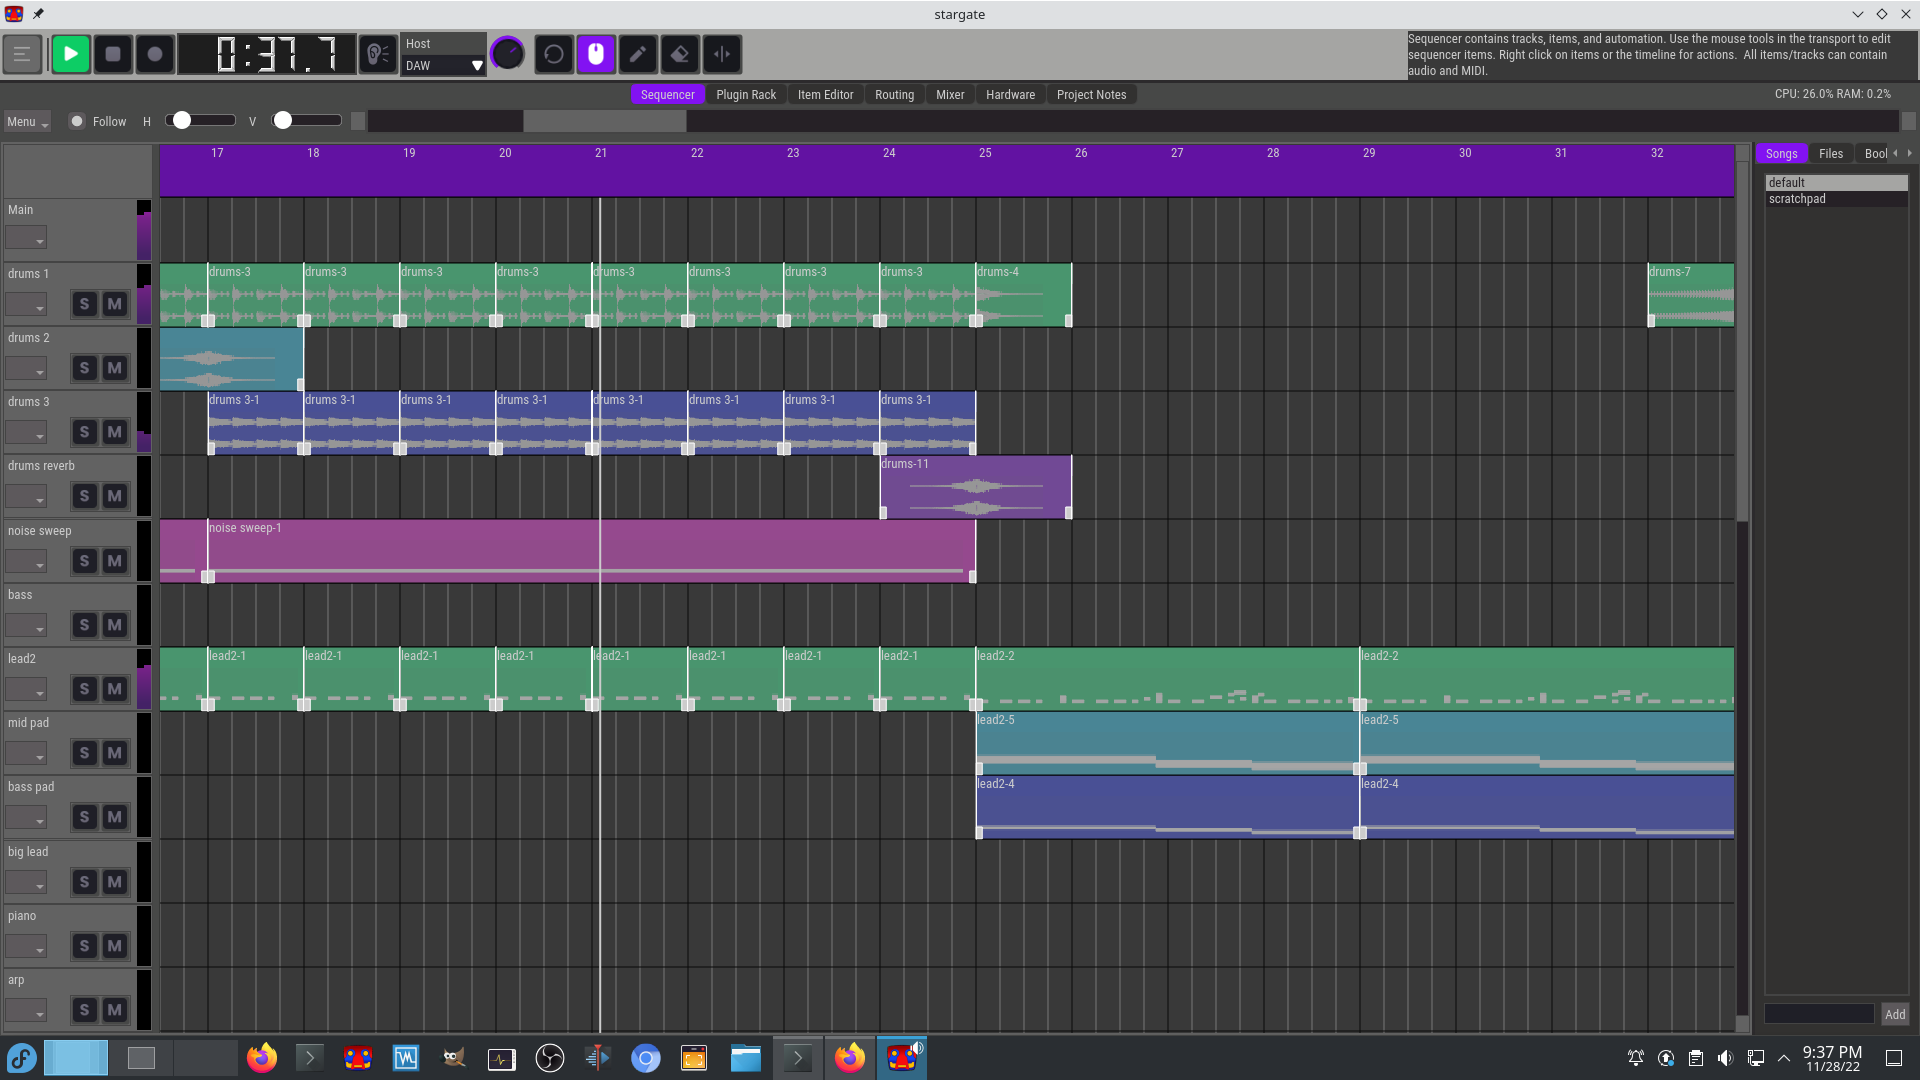 stargate
0:37.7
Host
DAW
Sequencer contains tracks, items, and automation. Use the mouse tools in the transport to edit
sequencer items. Right click on items or the timeline for actions. All items/tracks can contain
audio and MIDI.
Sequencer Plugin Rack Item Editor Routing Mixer Hardware Project Notes
CPU: 26.0% RAM: 0.2%
Menu Follow H V
17 18 19 20 21 22 23 24 25 26 27 28 29 30 31 32
Songs Files Bool
default
scratchpad
Main
drums 1 S M
drums-3 drums-3 drums-3 drums-3 drums-3 drums-3 drums-3 drums-3 drums-4 drums-7
drums 2 S M
drums 3 S M
drums 3-1 drums 3-1 drums 3-1 drums 3-1 drums 3-1 drums 3-1 drums 3-1 drums 3-1
drums reverb S M
drums-11
noise sweep S M
noise sweep-1
bass S M
lead2 S M
lead2-1 lead2-1 lead2-1 lead2-1 lead2-1 lead2-1 lead2-1 lead2-1 lead2-2 lead2-2
mid pad S M
lead2-5 lead2-5
bass pad S M
lead2-4 lead2-4
big lead S M
piano S M
arp S M
Add
9:37 PM
11/28/22